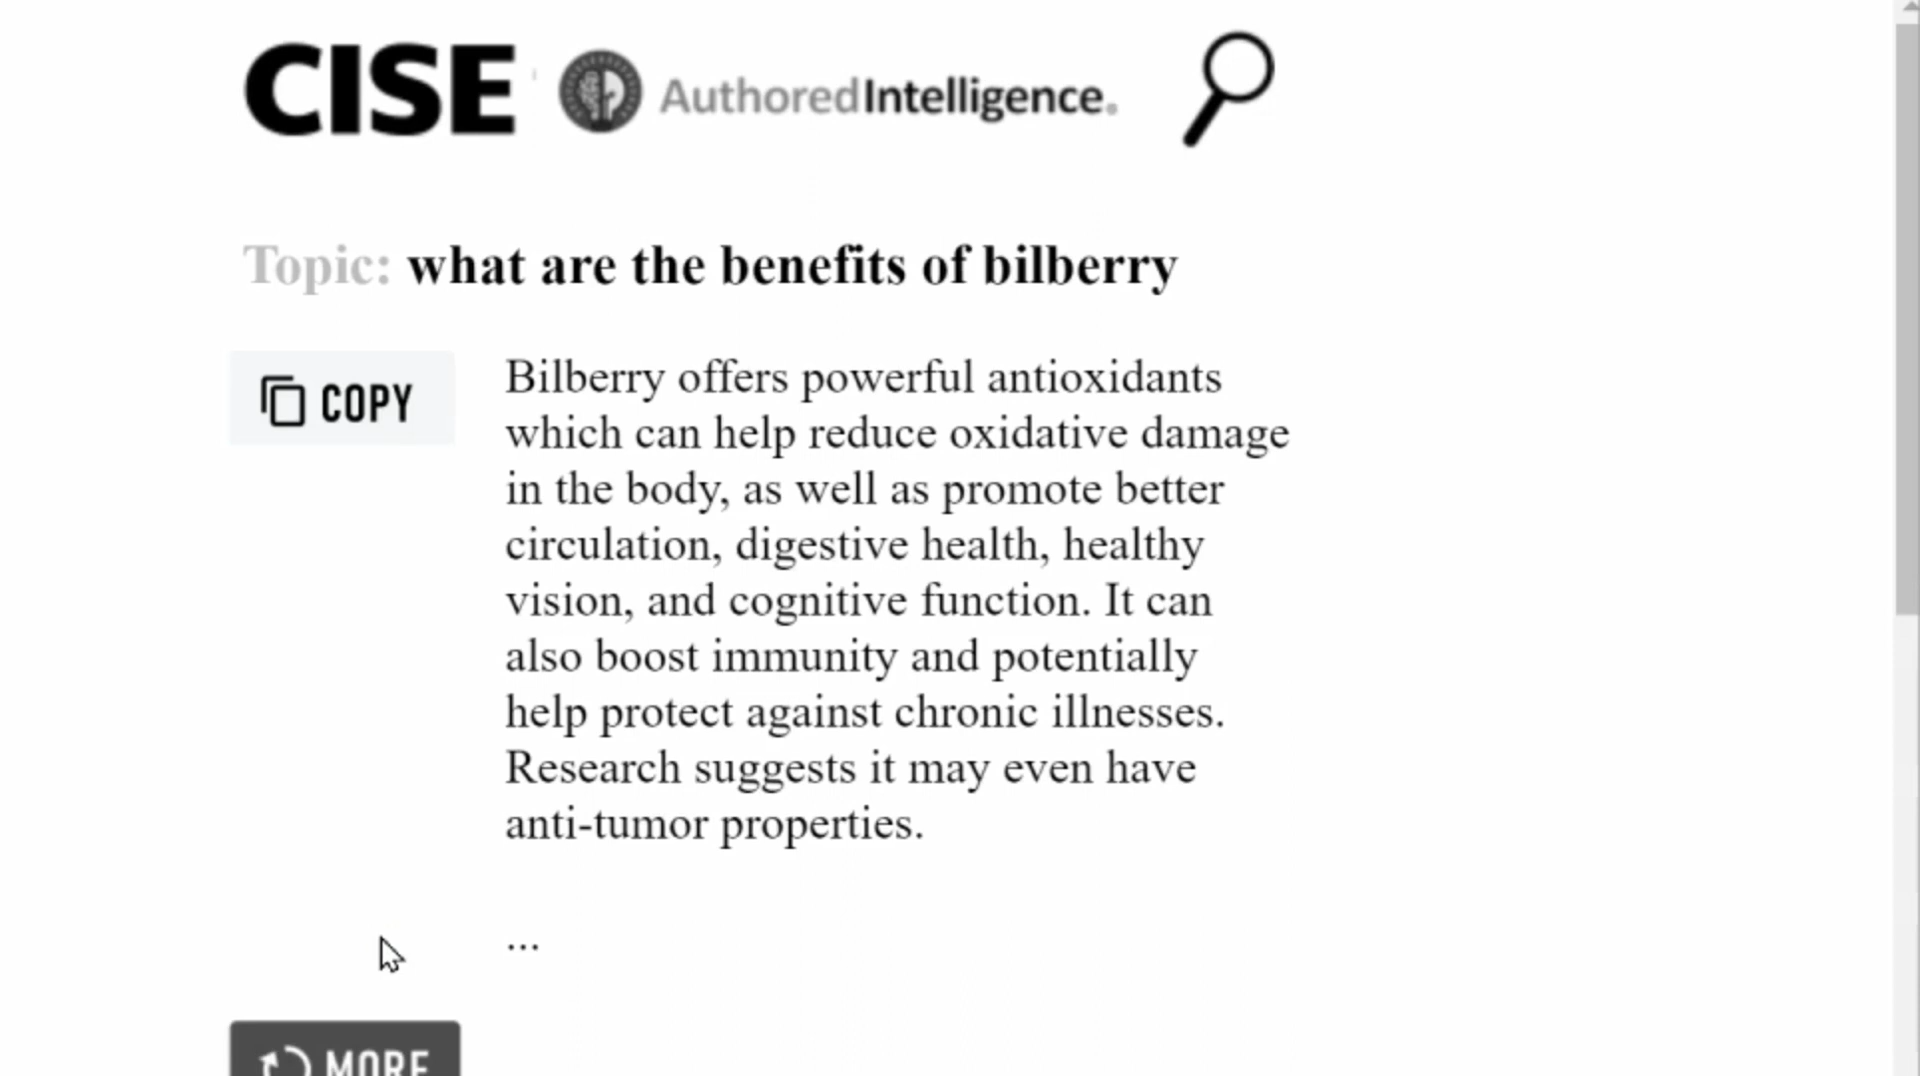 CISE AuthoredIntelligence.
Topic: what are the benefits of bilberry
COPY
Bilberry offers powerful antioxidants
which can help reduce oxidative damage
in the body, as well as promote better
circulation, digestive health, healthy
vision, and cognitive function. It can
also boost immunity and potentially
help protect against chronic illnesses.
Research suggests it may even have
anti-tumor properties.
...
MORE